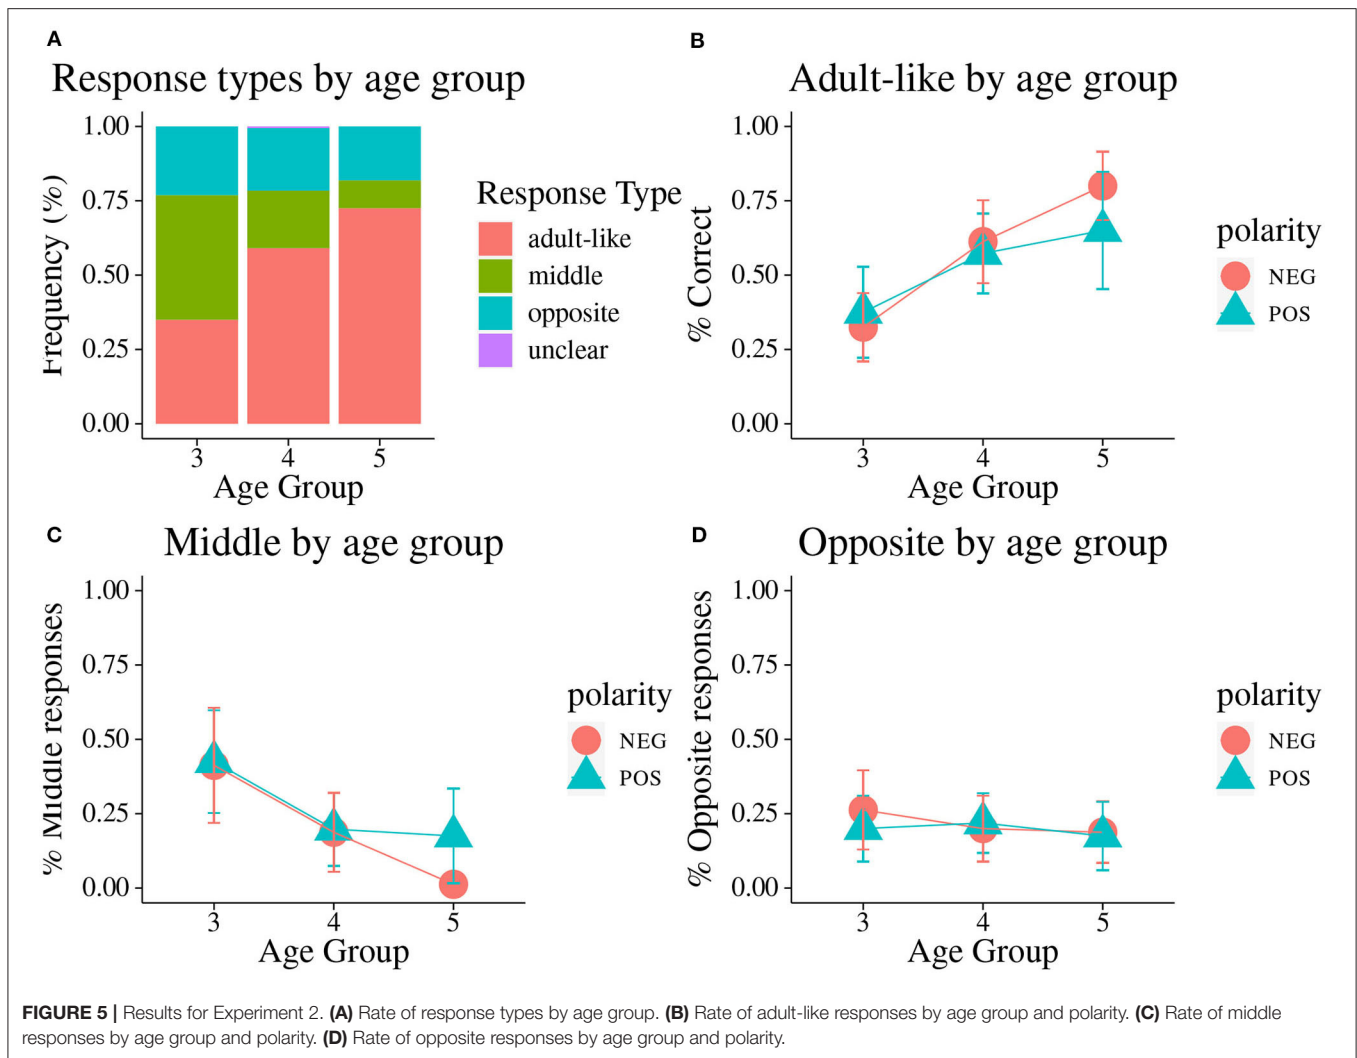 A
Response types by age group
1.00
0.75
0.50
0.25
0.00
Frequency (%)
3 4 5
Age Group
Response Type
adult-like
middle
opposite
unclear
B
Adult-like by age group
1.00
0.75
0.50
0.25
0.00
% Correct
3 4 5
Age Group
polarity
NEG
POS
C
Middle by age group
1.00
0.75
0.50
0.25
0.00
% Middle responses
3 4 5
Age Group
polarity
NEG
POS
D
Opposite by age group
1.00
0.75
0.50
0.25
0.00
% Opposite responses
3 4 5
Age Group
polarity
NEG
POS
FIGURE 5 | Results for Experiment 2. (A) Rate of response types by age group. (B) Rate of adult-like responses by age group and polarity. (C) Rate of middle
responses by age group and polarity. (D) Rate of opposite responses by age group and polarity.